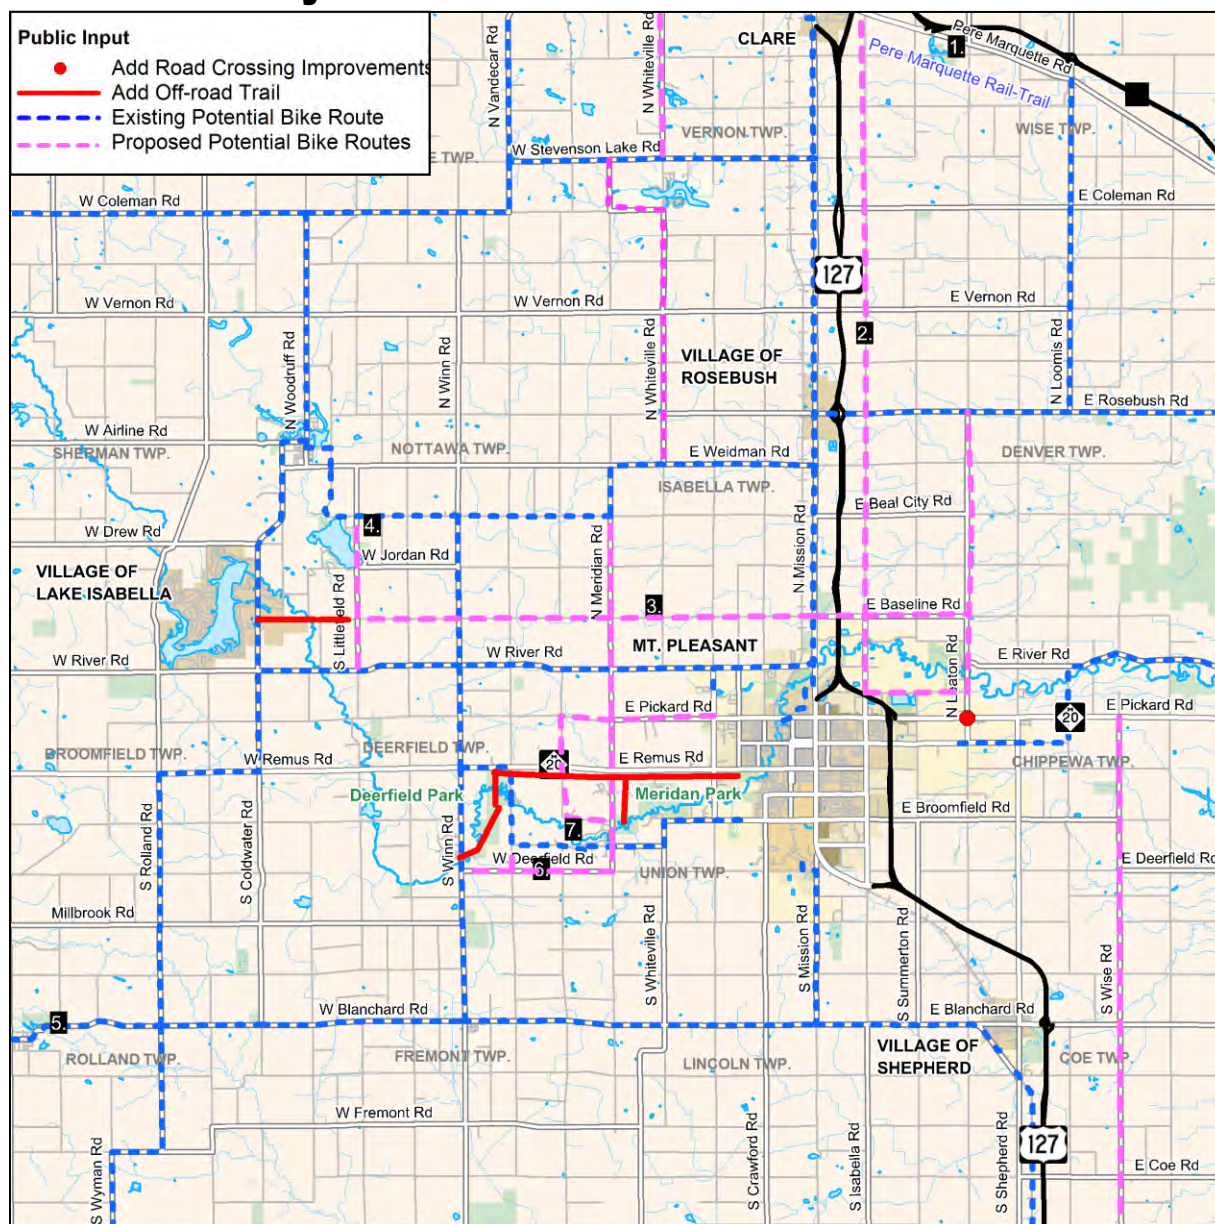 Public Input
Add Road Crossing Improvements
Add Off-road Trail
Existing Potential Bike Route
Proposed Potential Bike Routes
CLARE
1.
Pere Marquette Rd
Pere Marquette Rail-Trail
N Vandecar Rd
N Whiteville Rd
VERNON TWP.
WISE TWP.
E TWP.
W Stevenson Lake Rd
W Coleman Rd
E Coleman Rd
127
W Vernon Rd
W Vernon Rd
E Vernon Rd
2.
N Woodruff Rd
N Winn Rd
N Whiteville Rd
VILLAGE OF
ROSEBUSH
N Loomis Rd
E Rosebush Rd
W Airline Rd
SHERMAN TWP.
NOTTAWA TWP.
E Weidman Rd
DENVER TWP.
ISABELLA TWP.
E Beal City Rd
W Drew Rd
4.
N Meridian Rd
N Mission Rd
W Jordan Rd
VILLAGE OF
LAKE ISABELLA
S Littlefield Rd
3.
E Baseline Rd
MT. PLEASANT
W River Rd
W River Rd
N Leaton Rd
E River Rd
E Pickard Rd
M
20
E Pickard Rd
BROOMFIELD TWP.
W Remus Rd
DEERFIELD TWP.
20
E Remus Rd
CHIPPEWA TWP.
Deerfield Park
Meridan Park
E Broomfield Rd
S Rolland Rd
S Coldwater Rd
S Winn Rd
7.
W Deerfield Rd
6.
UNION TWP.
E Deerfield Rd
Millbrook Rd
S Whiteville Rd
S Mission Rd
S Summerton Rd
S Wise Rd
5.
W Blanchard Rd
E Blanchard Rd
ROLLAND TWP.
FREMONT TWP.
LINCOLN TWP.
VILLAGE OF
SHEPHERD
COE TWP.
W Fremont Rd
S Wyman Rd
S Crawford Rd
S Isabella Rd
S Shepherd Rd
127
E Coe Rd